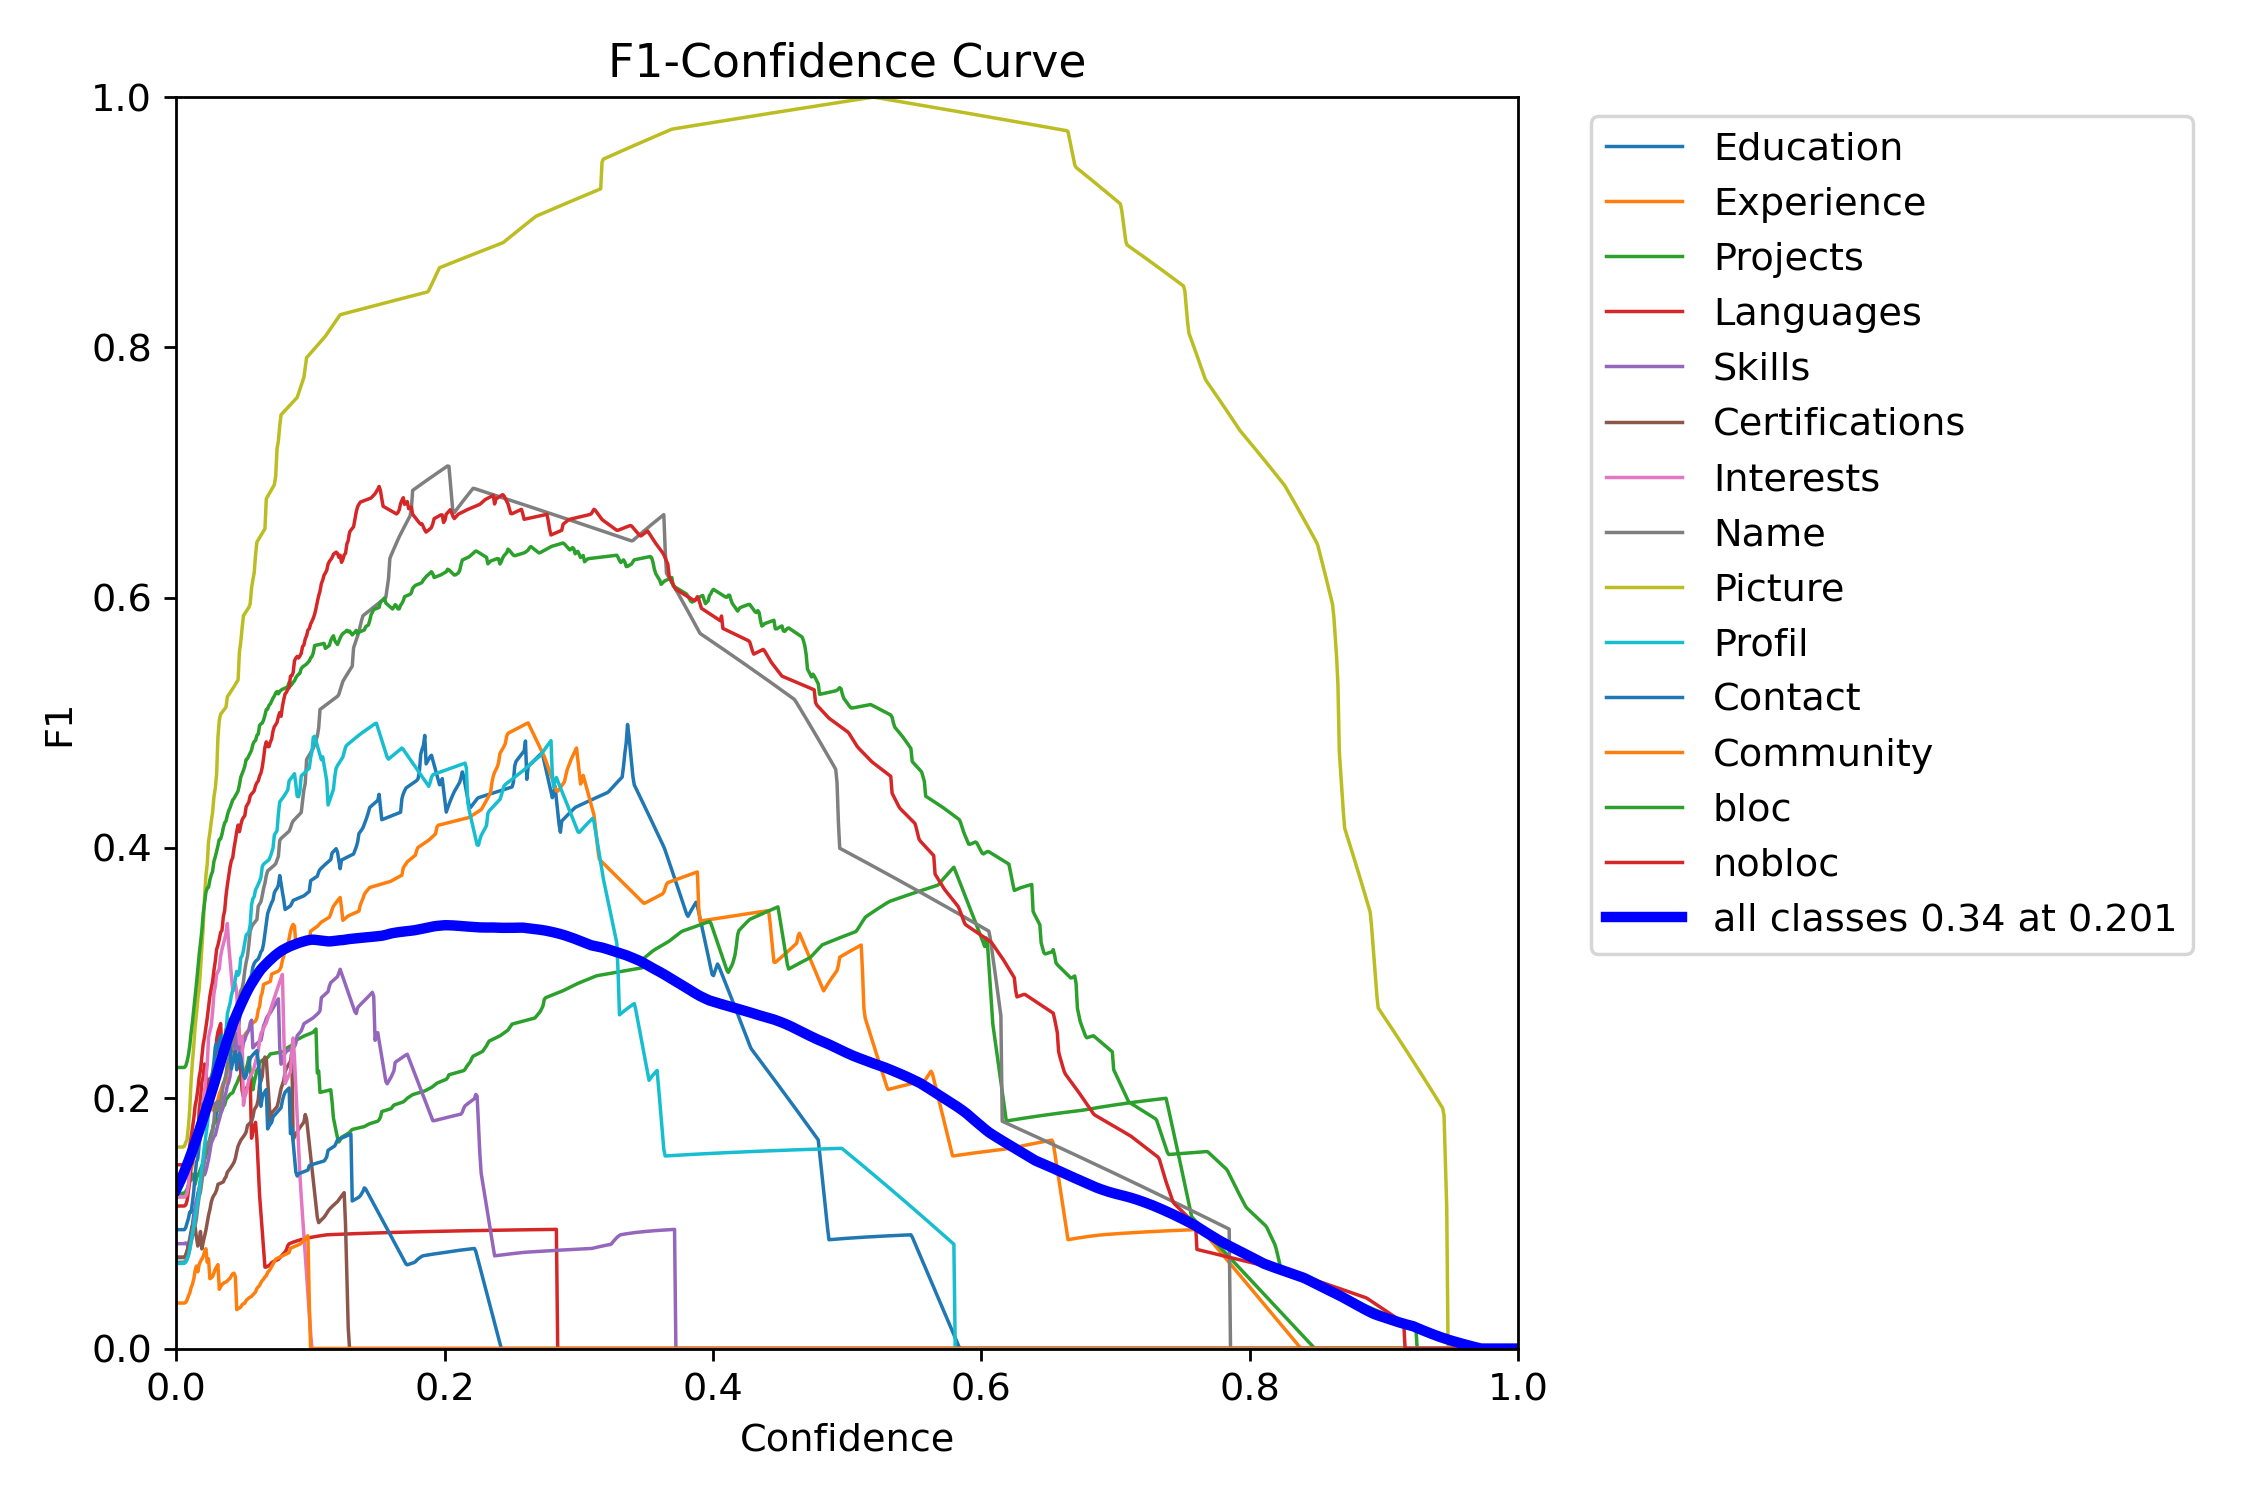 F1-Confidence Curve
1.0
0.8
0.6
0.4
0.2
0.0
F1
0.0 0.2 0.4 0.6 0.8 1.0
Confidence
Education
Experience
Projects
Languages
Skills
Certifications
Interests
Name
Picture
Profil
Contact
Community
bloc
nobloc
all classes 0.34 at 0.201